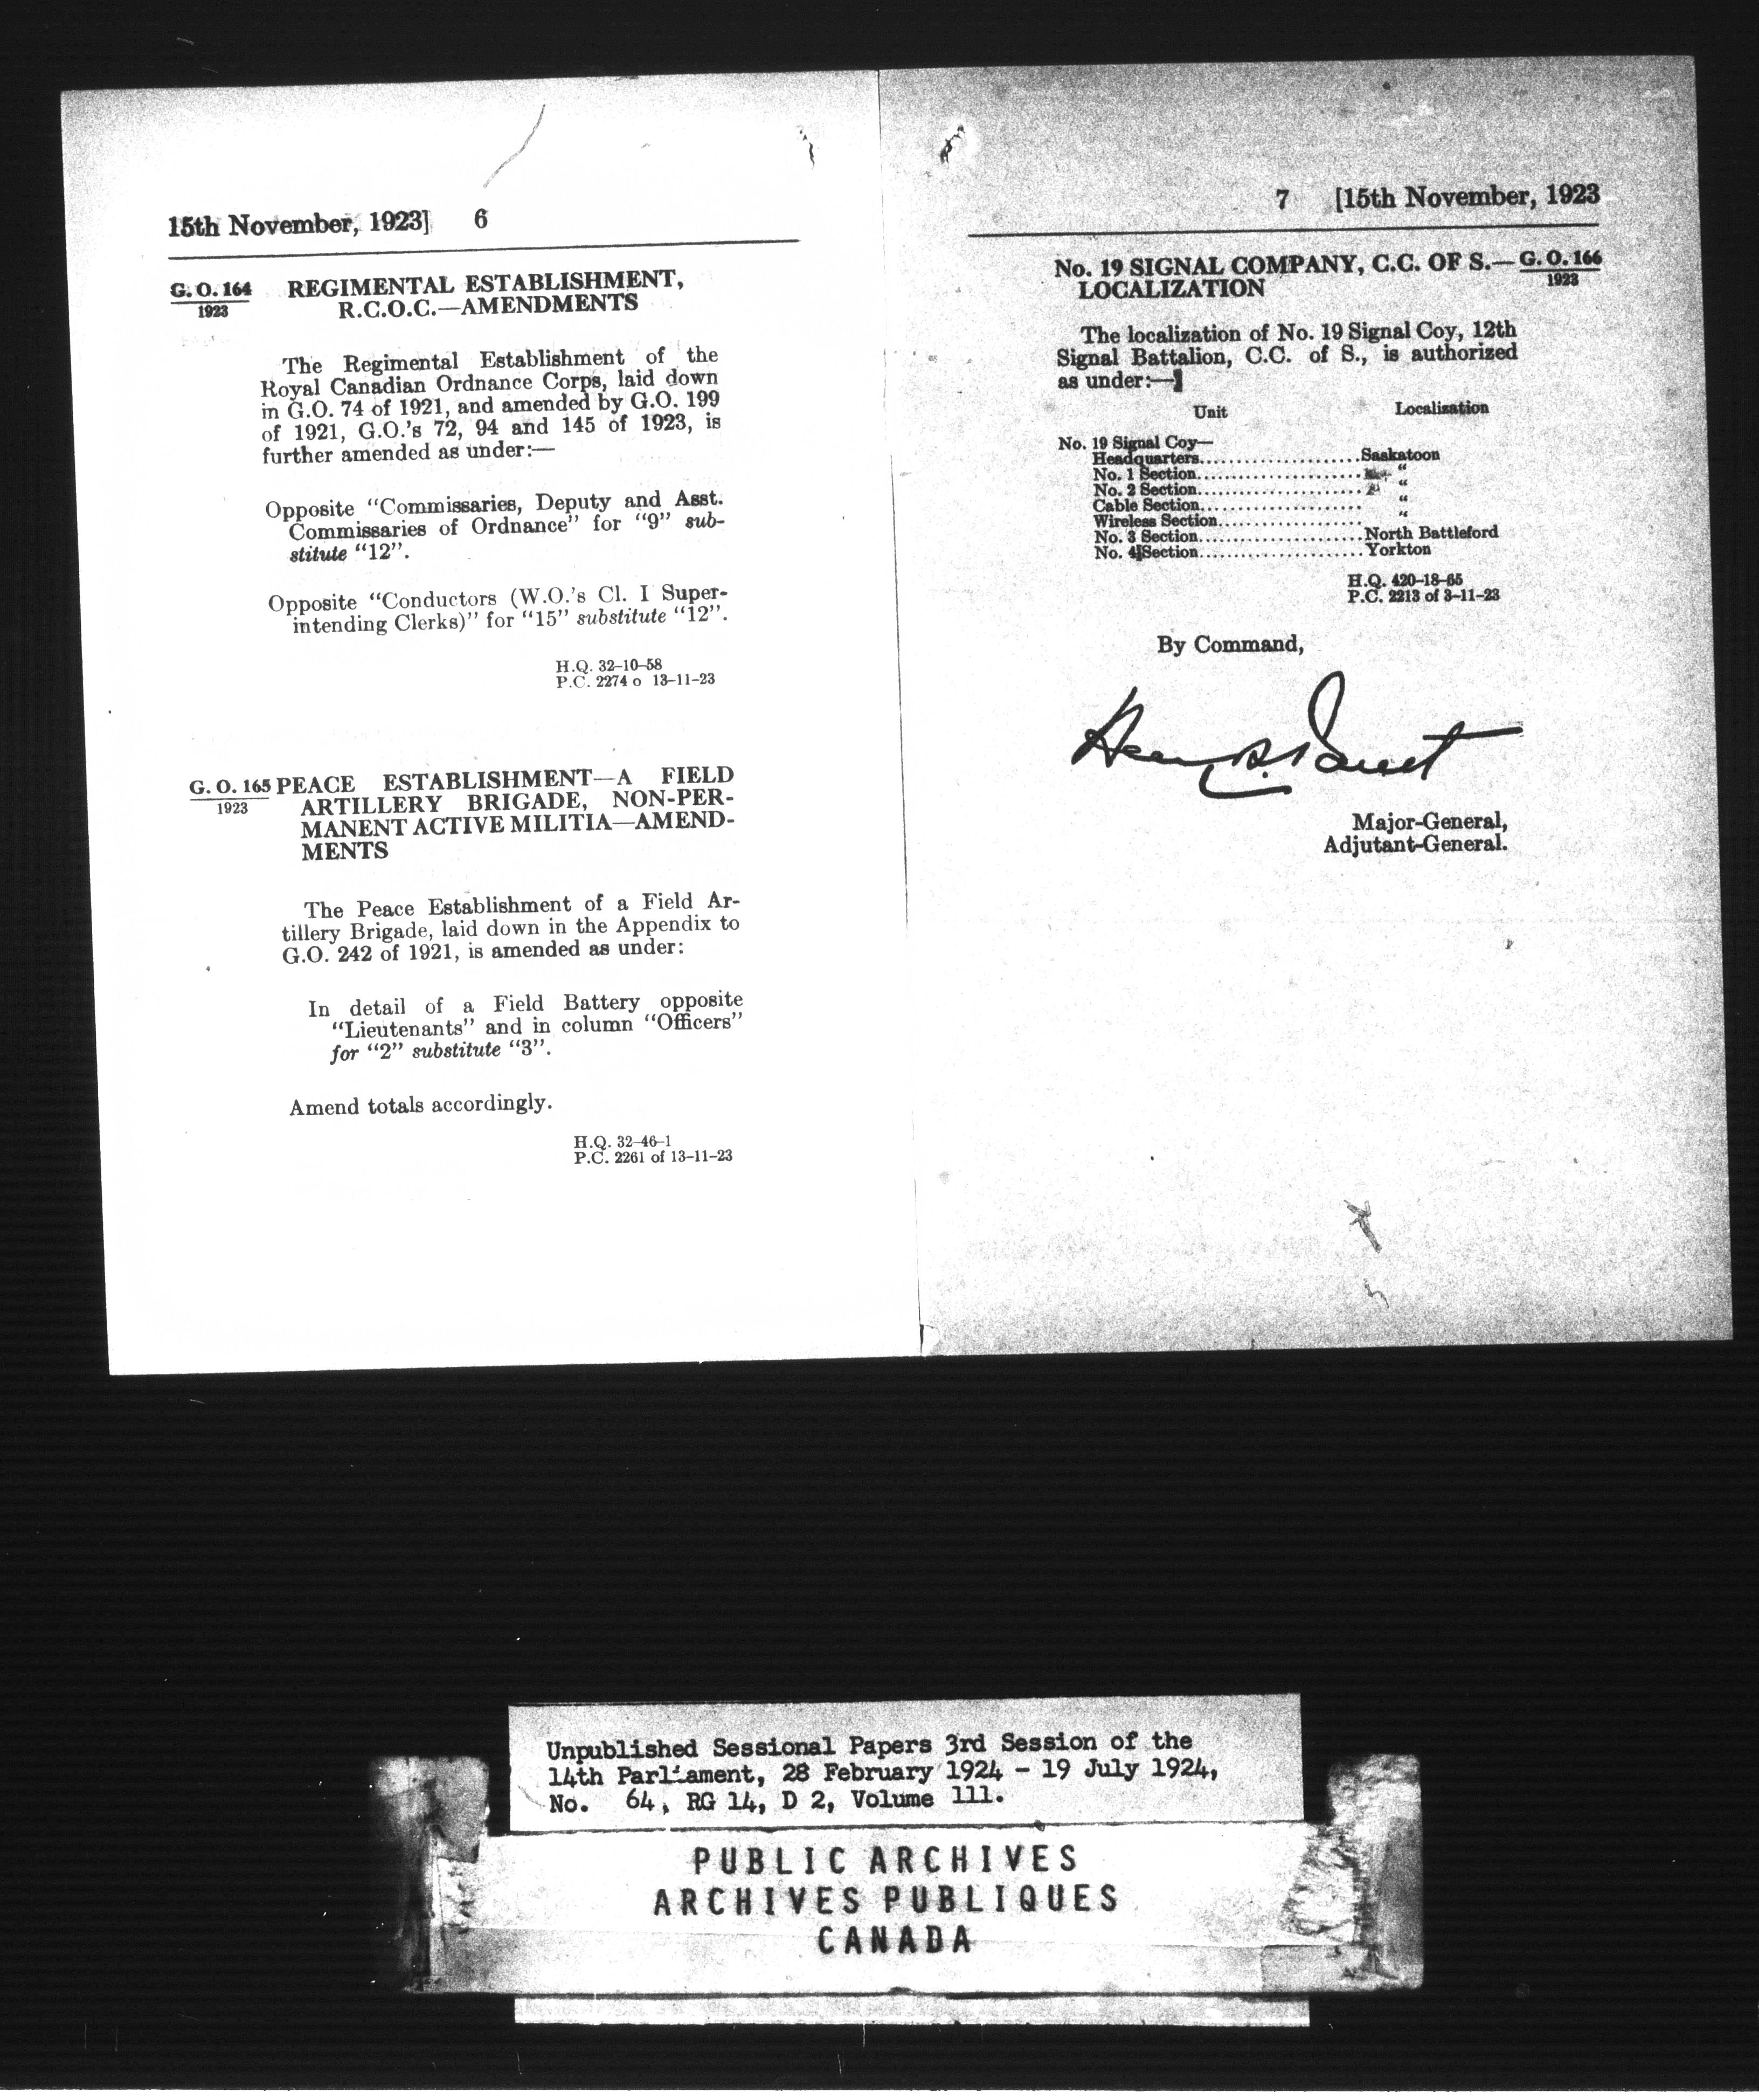 15th November, 1923] 6
G. O. 164
1923
REGIMENTAL ESTABLISHMENT,
R.C.O.C.—AMENDMENTS
The Regimental Establishment of the
Royal Canadian Ordnance Corps, laid down
in G.O. 74 of 1921, and amended by G.O. 199
of 1921, G.O.'s 72, 94 and 145 of 1923, is
further amended as under:—
Opposite "Commissaries, Deputy and Asst.
Commissaries of Ordnance" for "9" sub-
stitute "12".
Opposite "Conductors (W.O.'s Cl. I Super-
intending Clerks)" for "15" substitute "12".
H.Q. 32-10-58
P.C. 2274 o 13-11-23
G. O. 165
1923
PEACE ESTABLISHMENT—A FIELD
ARTILLERY BRIGADE, NON-PER-
MANENT ACTIVE MILITIA—AMEND-
MENTS
The Peace Establishment of a Field Ar-
tillery Brigade, laid down in the Appendix to
G.O. 242 of 1921, is amended as under:
In detail of a Field Battery opposite
"Lieutenants" and in column "Officers"
for "2" substitute "3".
Amend totals accordingly.
H.Q. 32-46-1
P.C. 2261 of 13-11-23
7 [15th November, 1923
No. 19 SIGNAL COMPANY, C.C. OF S.—
LOCALIZATION
G. O. 166
1923
The localization of No. 19 Signal Coy, 12th
Signal Battalion, C.C. of S., is authorized
as under:—
Unit Localization
No. 19 Signal Coy—
Headquarters....................Saskatoon
No. 1 Section..................... "
No. 2 Section..................... "
Cable Section..................... "
Wireless Section.................. "
No. 3 Section.....................North Battleford
No. 4 Section.....................Yorkton
H.Q. 420-18-65
P.C. 2213 of 3-11-23
By Command,
Major-General,
Adjutant-General.
Unpublished Sessional Papers 3rd Session of the
14th Parliament, 28 February 1924 - 19 July 1924,
No. 64, RG 14, D 2, Volume 111.
PUBLIC ARCHIVES
ARCHIVES PUBLIQUES
CANADA